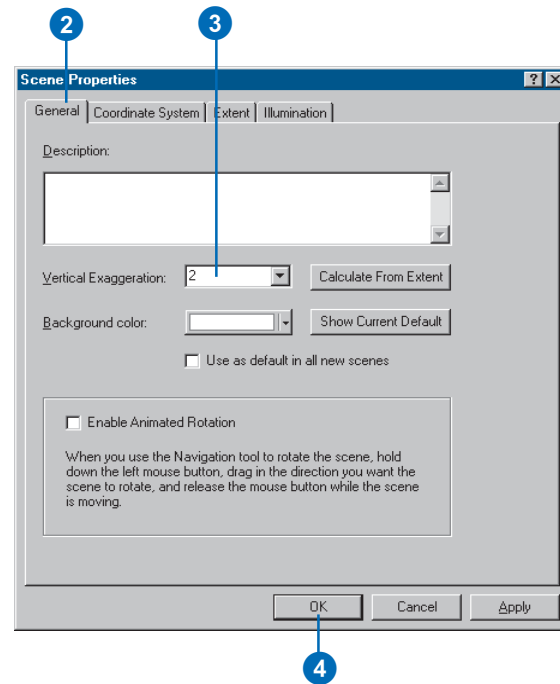 2 3
Scene Properties ? X
General Coordinate System Extent Illumination
Description:
Vertical Exaggeration: 2 Calculate From Extent
Background color: Show Current Default
Use as default in all new scenes
Enable Animated Rotation
When you use the Navigation tool to rotate the scene, hold
down the left mouse button, drag in the direction you want the
scene to rotate, and release the mouse button while the scene
is moving.
OK Cancel Apply
4